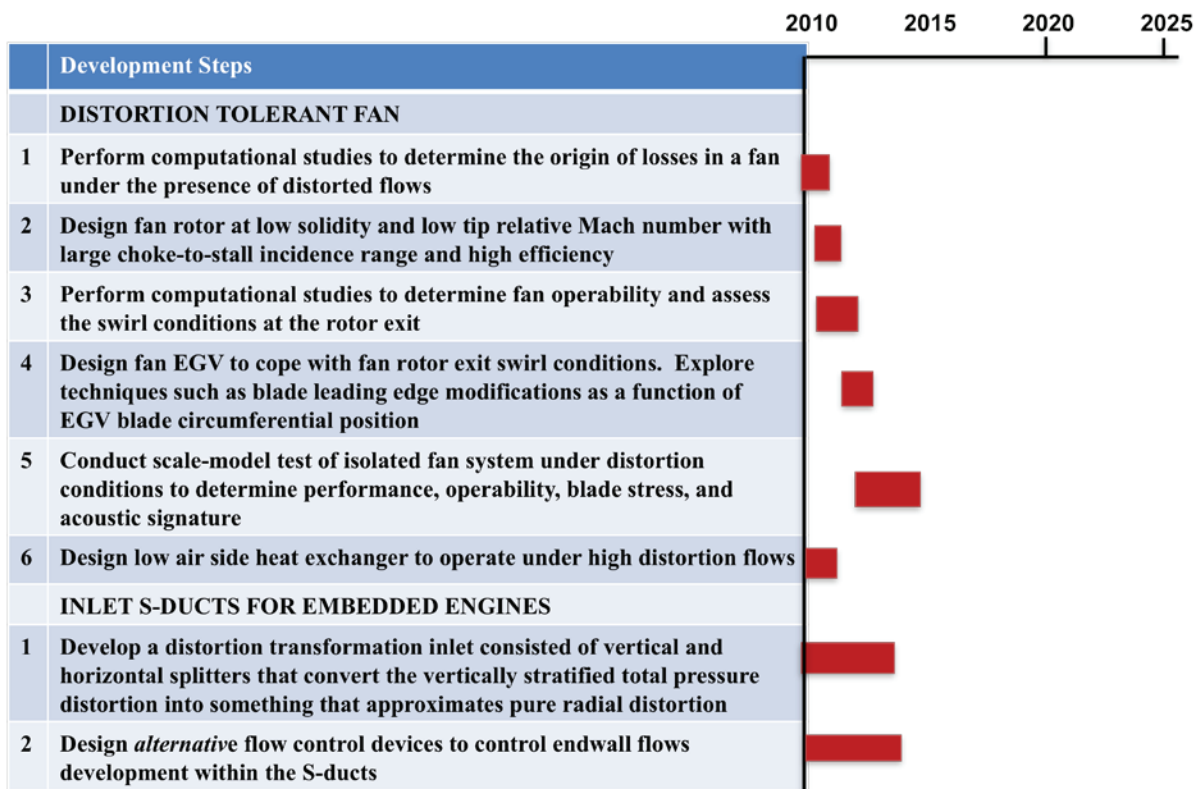 2010 2015 2020 2025
Development Steps
DISTORTION TOLERANT FAN
1 Perform computational studies to determine the origin of losses in a fan
under the presence of distorted flows
2 Design fan rotor at low solidity and low tip relative Mach number with
large choke-to-stall incidence range and high efficiency
3 Perform computational studies to determine fan operability and assess
the swirl conditions at the rotor exit
4 Design fan EGV to cope with fan rotor exit swirl conditions. Explore
techniques such as blade leading edge modifications as a function of
EGV blade circumferential position
5 Conduct scale-model test of isolated fan system under distortion
conditions to determine performance, operability, blade stress, and
acoustic signature
6 Design low air side heat exchanger to operate under high distortion flows
INLET S-DUCTS FOR EMBEDDED ENGINES
1 Develop a distortion transformation inlet consisted of vertical and
horizontal splitters that convert the vertically stratified total pressure
distortion into something that approximates pure radial distortion
2 Design alternative flow control devices to control endwall flows
development within the S-ducts